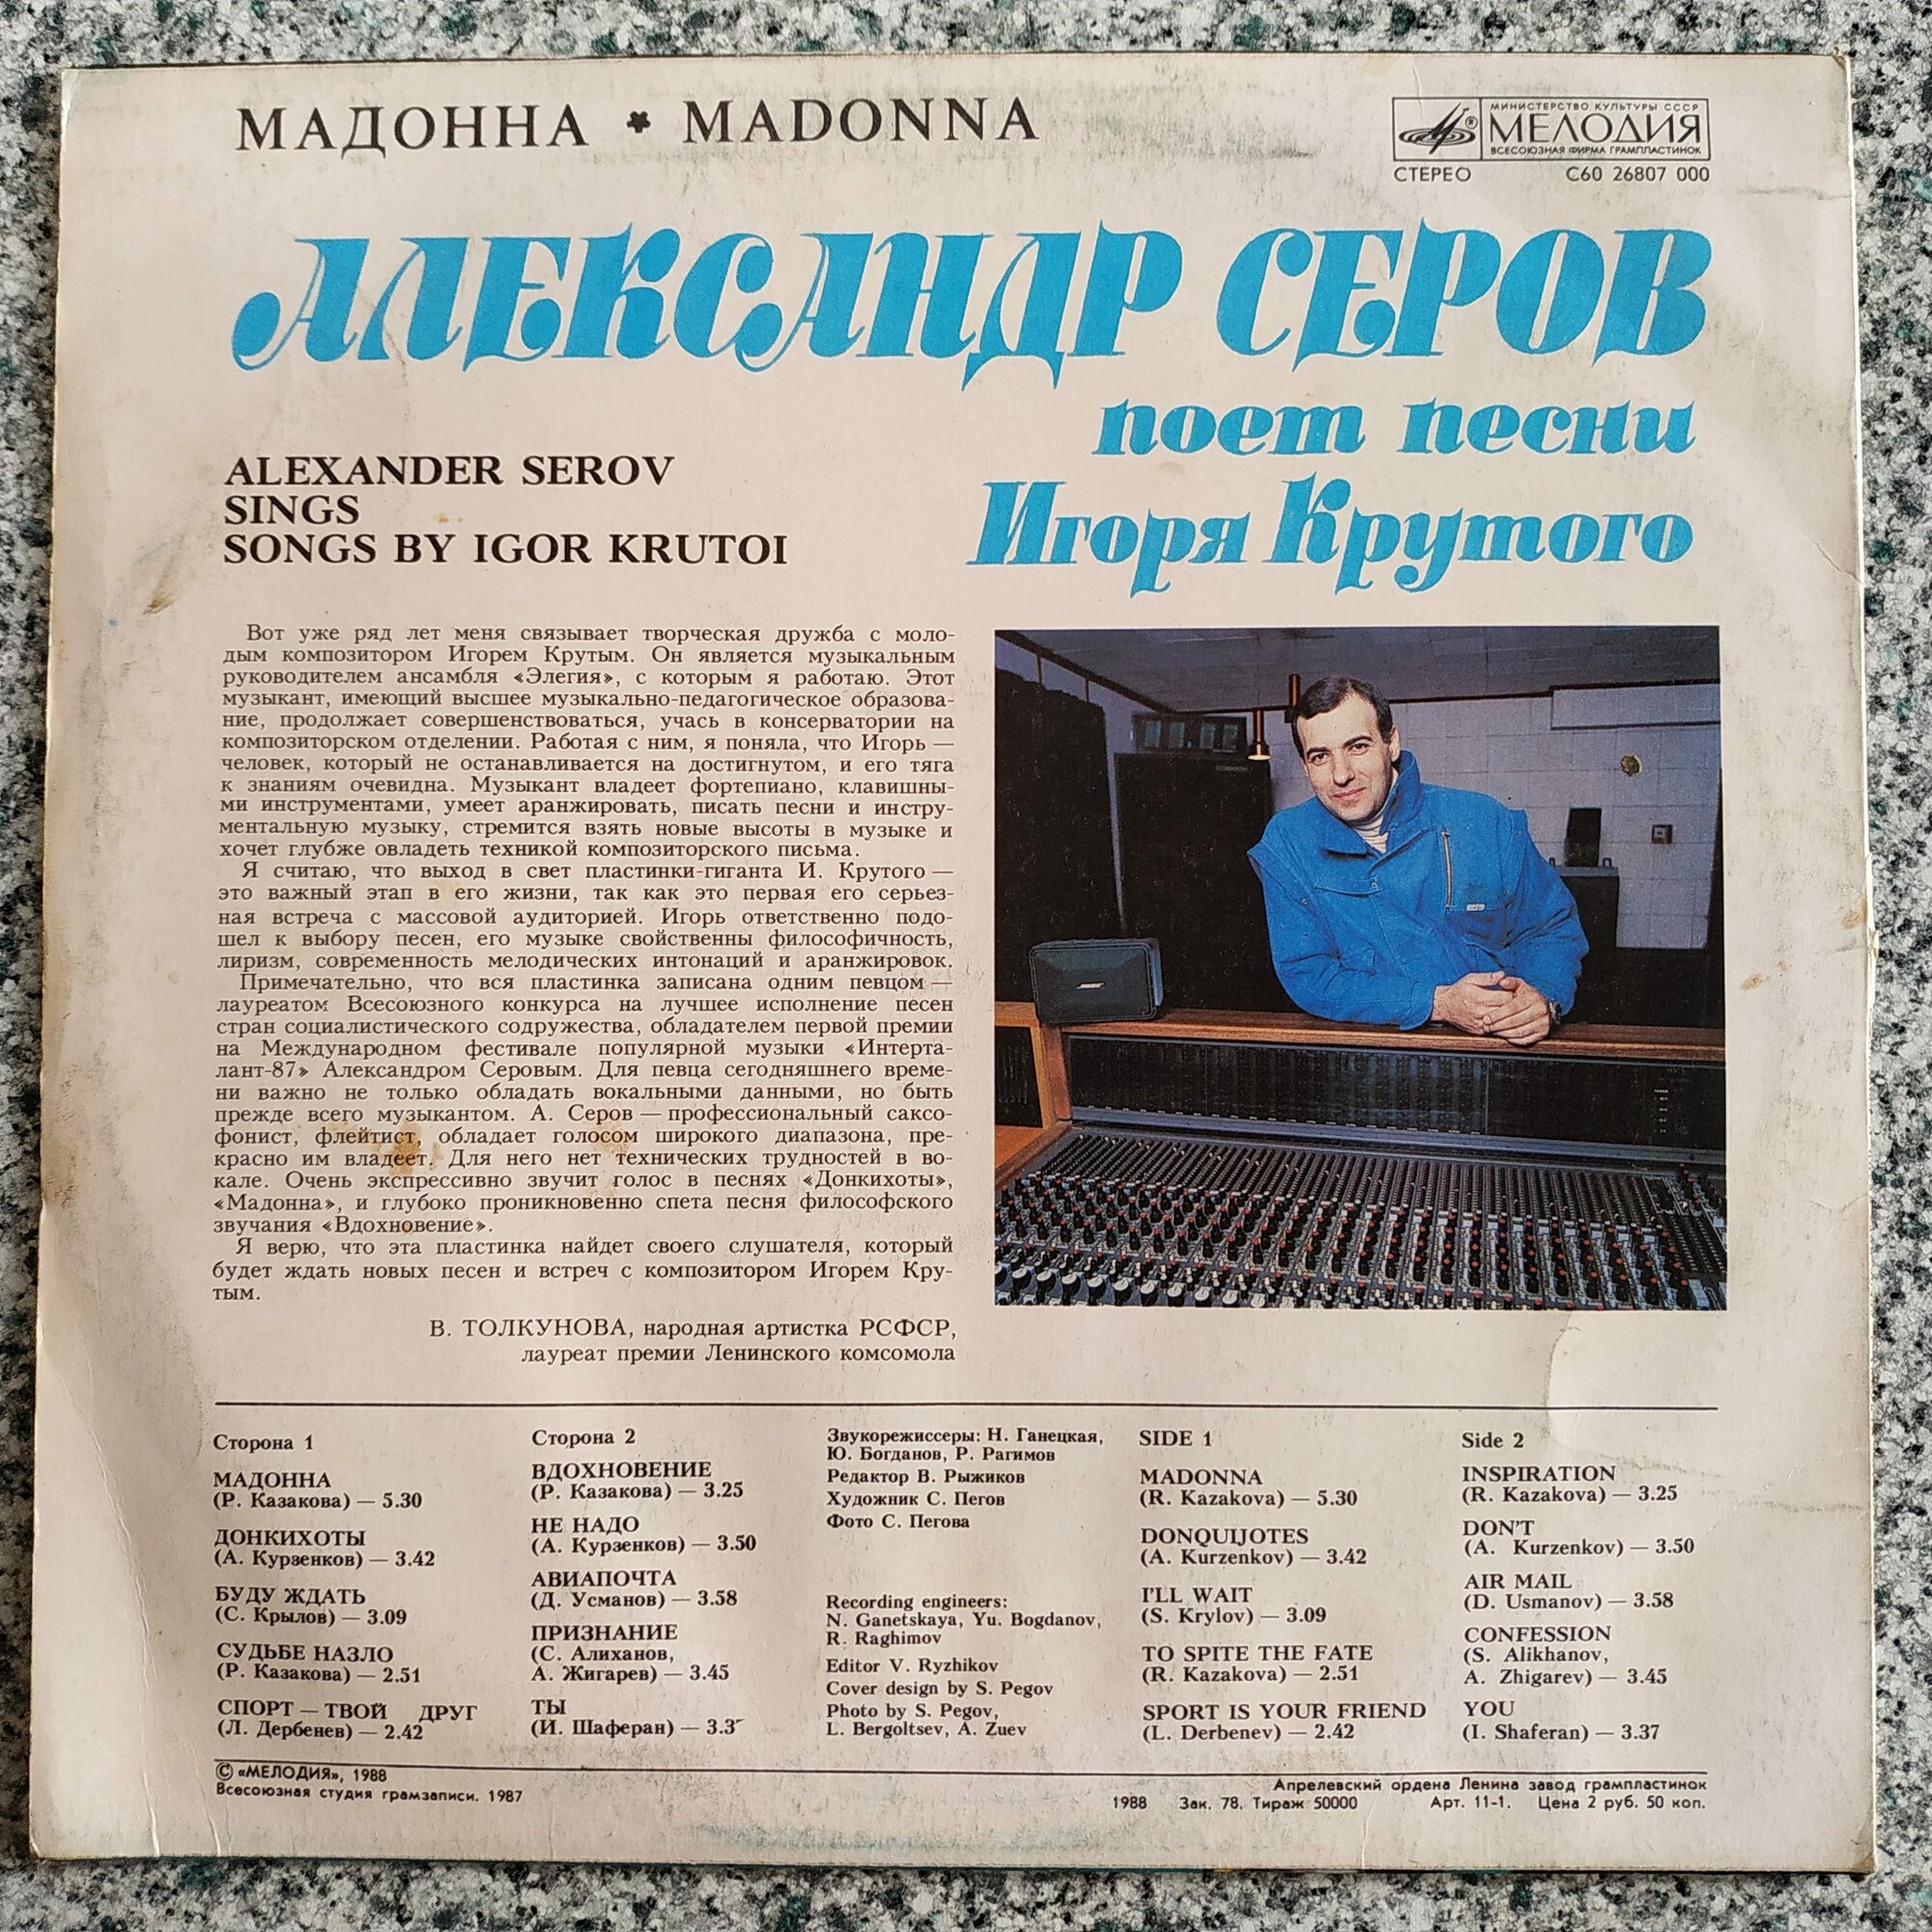 МАДОННА * MADONNA
МИНИСТЕРСТВО КУЛЬТУРЫ СССР
МЕЛОДИЯ
ВСЕСОЮЗНАЯ ФИРМА ГРАМПЛАСТИНОК
СТЕРЕО С60 26807 000
АЛЕКСАНДР СЕРОВ
поет песни
Игоря Крутого
ALEXANDER SEROV
SINGS
SONGS BY IGOR KRUTOI
Вот уже ряд лет меня связывает творческая дружба с моло-
дым композитором Игорем Крутым. Он является музыкальным
руководителем ансамбля «Элегия», с которым я работаю. Этот
музыкант, имеющий высшее музыкально-педагогическое образова-
ние, продолжает совершенствоваться, учась в консерватории на
композиторском отделении. Работая с ним, я поняла, что Игорь —
человек, который не останавливается на достигнутом, и его тяга
к знаниям очевидна. Музыкант владеет фортепиано, клавишны-
ми инструментами, умеет аранжировать, писать песни и инстру-
ментальную музыку, стремится взять новые высоты в музыке и
хочет глубже овладеть техникой композиторского письма.
Я считаю, что выход в свет пластинки-гиганта И. Крутого —
это важный этап в его жизни, так как это первая его серьез-
ная встреча с массовой аудиторией. Игорь ответственно подо-
шел к выбору песен, его музыке свойственны философичность,
лиризм, современность мелодических интонаций и аранжировок.
Примечательно, что вся пластинка записана одним певцом —
лауреатом Всесоюзного конкурса на лучшее исполнение песен
стран социалистического содружества, обладателем первой премии
на Международном фестивале популярной музыки «Интерта-
лант-87» Александром Серовым. Для певца сегодняшнего време-
ни важно не только обладать вокальными данными, но быть
прежде всего музыкантом. А. Серов — профессиональный саксо-
фонист, флейтист, обладает голосом широкого диапазона, пре-
красно им владеет. Для него нет технических трудностей в во-
кале. Очень экспрессивно звучит голос в песнях «Донкихоты»,
«Мадонна», и глубоко проникновенно спета песня философского
звучания «Вдохновение».
Я верю, что эта пластинка найдет своего слушателя, который
будет ждать новых песен и встреч с композитором Игорем Кру-
тым.
В. ТОЛКУНОВА, народная артистка РСФСР,
лауреат премии Ленинского комсомола
BOSE
Сторона 1
МАДОННА
(Р. Казакова) — 5.30
ДОНКИХОТЫ
(А. Курзенков) — 3.42
БУДУ ЖДАТЬ
(С. Крылов) — 3.09
СУДЬБЕ НАЗЛО
(Р. Казакова) — 2.51
СПОРТ — ТВОЙ ДРУГ
(Л. Дербенев) — 2.42
Сторона 2
ВДОХНОВЕНИЕ
(Р. Казакова) — 3.25
НЕ НАДО
(А. Курзенков) — 3.50
АВИАПОЧТА
(Д. Усманов) — 3.58
ПРИЗНАНИЕ
(С. Алиханов,
А. Жигарев) — 3.45
ТЫ
(И. Шаферан) —
Звукорежиссеры: Н. Ганецкая,
Ю. Богданов, Р. Рагимов
Редактор В. Рыжиков
Художник С. Пегов
Фото С. Пегова
Recording engineers:
N. Ganetskaya, Yu. Bogdanov,
R. Raghimov
Editor V. Ryzhikov
Cover design by S. Pegov
Photo by S. Pegov,
L. Bergoltsev, A. Zuev
SIDE 1
MADONNA
(R. Kazakova) — 5.30
DONQUIJOTES
(A. Kurzenkov) — 3.42
I'LL WAIT
(S. Krylov) — 3.09
TO SPITE THE FATE
(R. Kazakova) — 2.51
SPORT IS YOUR FRIEND
(L. Derbenev) — 2.42
Side 2
INSPIRATION
(R. Kazakova) — 3.25
DON'T
(A. Kurzenkov) — 3.50
AIR MAIL
(D. Usmanov) — 3.58
CONFESSION
(S. Alikhanov,
A. Zhigarev) — 3.45
YOU
(I. Shaferan) — 3.37
© «МЕЛОДИЯ», 1988
Всесоюзная студия грамзаписи, 1987
Апрелевский ордена Ленина завод грампластинок
1988 Зак. 78. Тираж 50000 Арт. 11-1. Цена 2 руб. 50 коп.